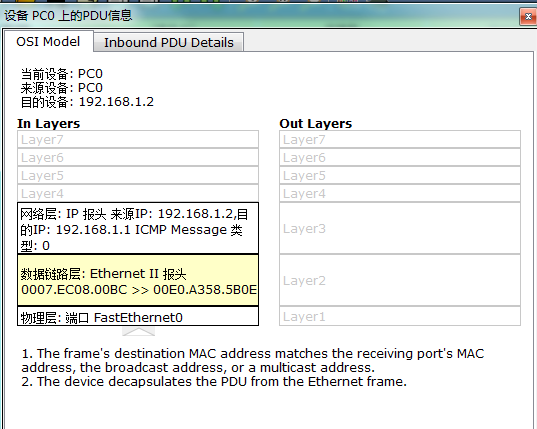 设备 PC0 上的PDU信息
OSI Model
Inbound PDU Details
当前设备: PC0
来源设备: PC0
目的设备: 192.168.1.2
In Layers
Out Layers
Layer7
Layer7
Layer6
Layer6
Layer5
Layer5
Layer4
Layer4
网络层: IP 报头 来源IP: 192.168.1.2,目
的IP: 192.168.1.1 ICMP Message 类
型: 0
Layer3
数据链路层: Ethernet II 报头
0007.EC08.00BC >> 00E0.A358.5B0E
Layer2
物理层: 端口 FastEthernet0
Layer1
1. The frame's destination MAC address matches the receiving port's MAC
address, the broadcast address, or a multicast address.
2. The device decapsulates the PDU from the Ethernet frame.